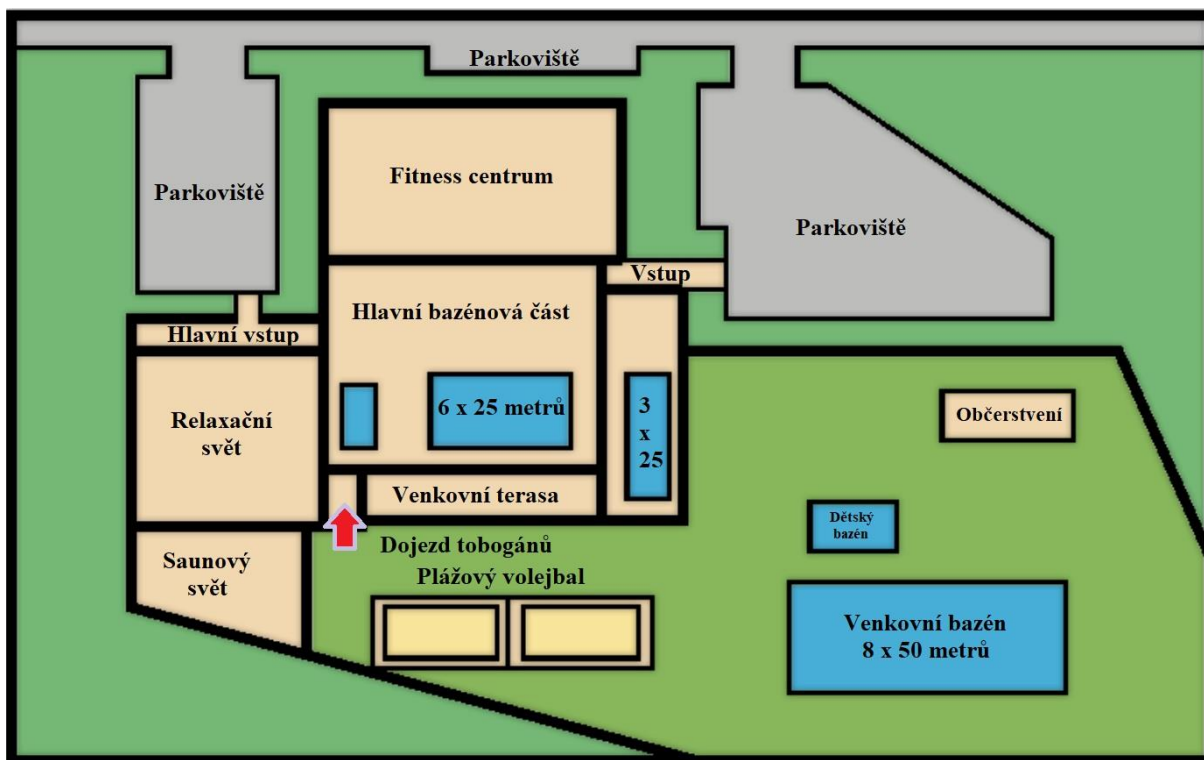 Parkoviště
Fitness centrum
Parkoviště
Parkoviště
Vstup
Hlavní bazénová část
Hlavní vstup
6 x 25 metrů
3
x
25
Relaxační
svět
Občerstvení
Venkovní terasa
Dětský
bazén
Dojezd tobogánů
Saunový
svět
Plážový volejbal
Venkovní bazén
8 x 50 metrů